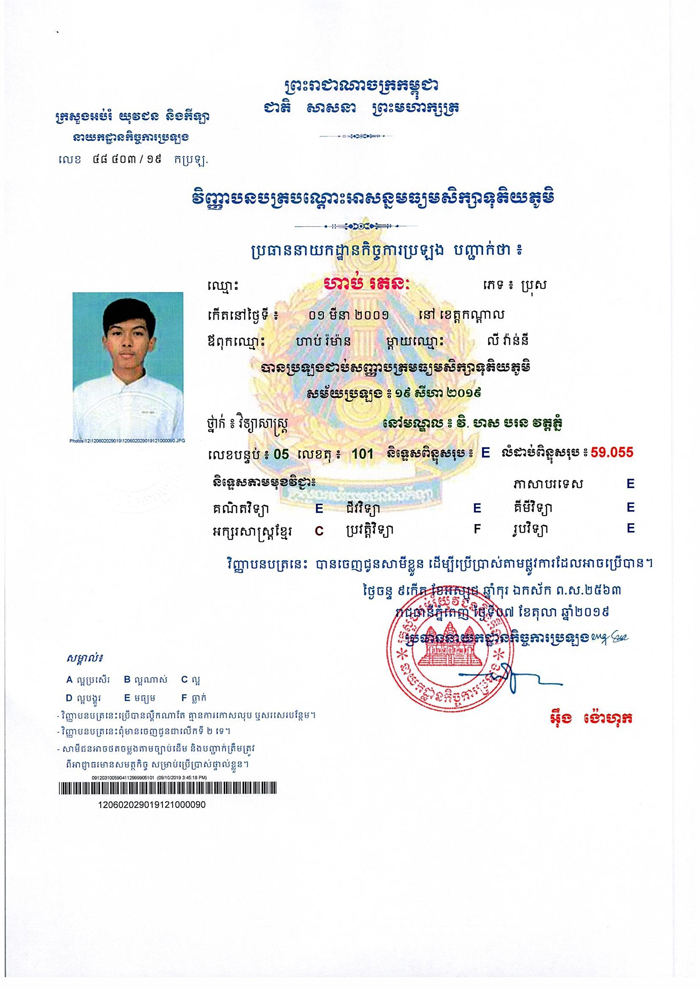 ព្រះរាជាណាចក្រកម្ពុជា
ជាតិ សាសនា ព្រះមហាក្សត្រ
ក្រសួងអប់រំ យុវជន និងកីឡា
នាយកដ្ឋានកិច្ចការប្រឡង
លេខ ៤៨ ៤០៣ / ១៩ កប្រឡ.
វិញ្ញាបនបត្របណ្តោះអាសន្នមធ្យមសិក្សាទុតិយភូមិ
ប្រធាននាយកដ្ឋានកិច្ចការប្រឡង បញ្ជាក់ថា ៖
ឈ្មោះ ហាប់ រតនៈ ភេទ ៖ ប្រុស
កើតនៅថ្ងៃទី ៖ ០១ មីនា ២០០១ នៅ ខេត្តកណ្តាល
ឪពុកឈ្មោះ ហាប់ រ៉ម៉ាន ម្តាយឈ្មោះ លី វ៉ាន់នី
បានប្រឡងជាប់សញ្ញាបត្រមធ្យមសិក្សាទុតិយភូមិ
សម័យប្រឡង ៖ ១៩ សីហា ២០១៩
ថ្នាក់ ៖ វិទ្យាសាស្ត្រ នៅមណ្ឌល ៖ វិ. ហស បរន វត្តភ្នំ
លេខបន្ទប់ ៖ 05 លេខតុ ៖ 101 និទ្ទេសពិន្ទុសរុប ៖ E លំដាប់ពិន្ទុសរុប ៖ 59.055
និទ្ទេសតាមមុខវិជ្ជា ៖ ភាសាបរទេស E
គណិតវិទ្យា E ជីវវិទ្យា E គីមីវិទ្យា E
អក្សរសាស្ត្រខ្មែរ C ប្រវត្តិវិទ្យា F រូបវិទ្យា E
វិញ្ញាបនបត្រនេះ បានចេញជូនសាមីខ្លួន ដើម្បីប្រើប្រាស់តាមផ្លូវការដែលអាចប្រើបាន។
ថ្ងៃចន្ទ ៩កើត ខែអស្សុជ ឆ្នាំកុរ ឯកស័ក ព.ស.២៥៦៣
រាជធានីភ្នំពេញ ថ្ងៃទី០៧ ខែតុលា ឆ្នាំ២០១៩
ប្រធាននាយកដ្ឋានកិច្ចការប្រឡង
អ៊ឹង ង៉ោហុក
Photos/12/120602029019/120602029019121000090.JPG
សម្គាល់ ៖
A ល្អប្រសើរ B ល្អណាស់ C ល្អ
D ល្អបង្គួរ E មធ្យម F ធ្លាក់
- វិញ្ញាបនបត្រនេះប្រើបានលើកណាតែ គ្មានការកោសលុប ឬសរសេរបន្ថែម។
- វិញ្ញាបនបត្រនេះពុំមានចេញជូនជាលើកទី ២ ទេ។
- សាមីជនអាចថតចម្លងតាមច្បាប់ដើម និងបញ្ជាក់ត្រឹមត្រូវ
ពីអាជ្ញាធរមានសមត្ថកិច្ច សម្រាប់ប្រើប្រាស់ផ្ទាល់ខ្លួន។
(09/10/2019 3:45:18 PM)
120602029019121000090